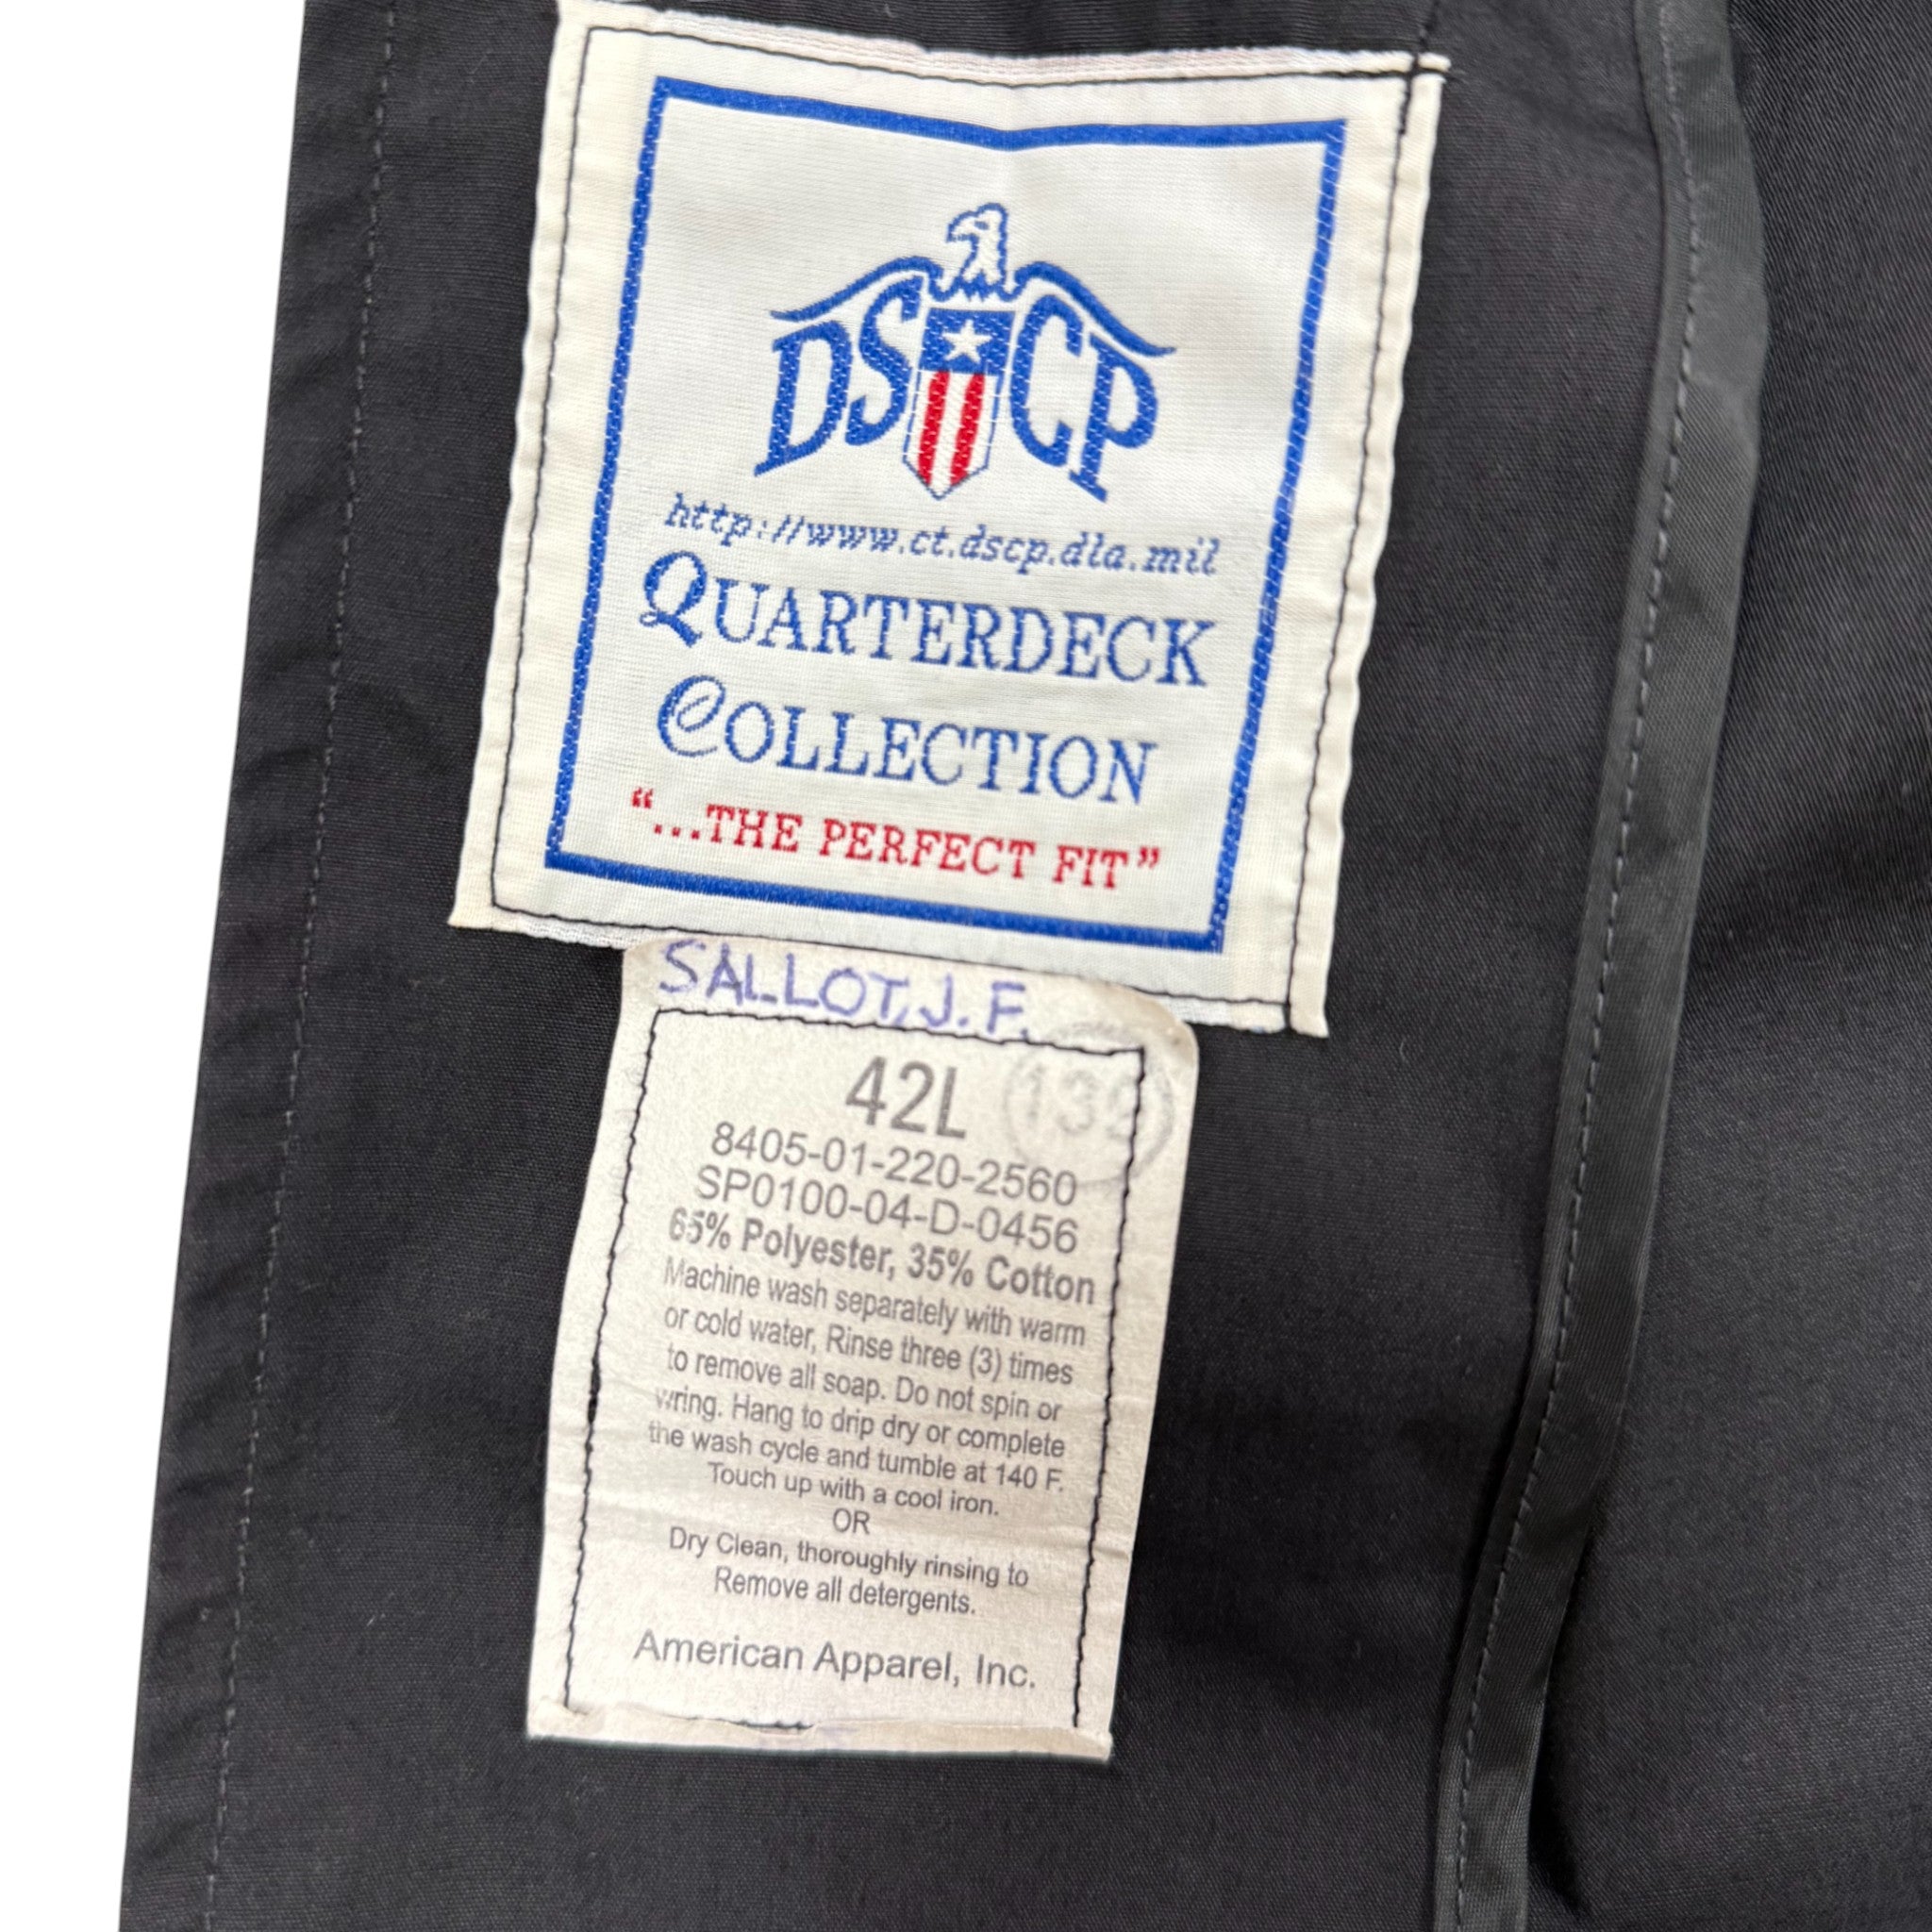 DSCP
http://www.ct.dscp.dla.mil
QUARTERDECK
COLLECTION
"...THE PERFECT FIT"
SALLOT, J. F.
42L
8405-01-220-2560
SP0100-04-D-0456
65% Polyester, 35% Cotton
Machine wash separately with warm
or cold water, Rinse three (3) times
to remove all soap. Do not spin or
wring. Hang to drip dry or complete
the wash cycle and tumble at 140 F.
Touch up with a cool iron.
OR
Dry Clean, thoroughly rinsing to
Remove all detergents.
American Apparel, Inc.